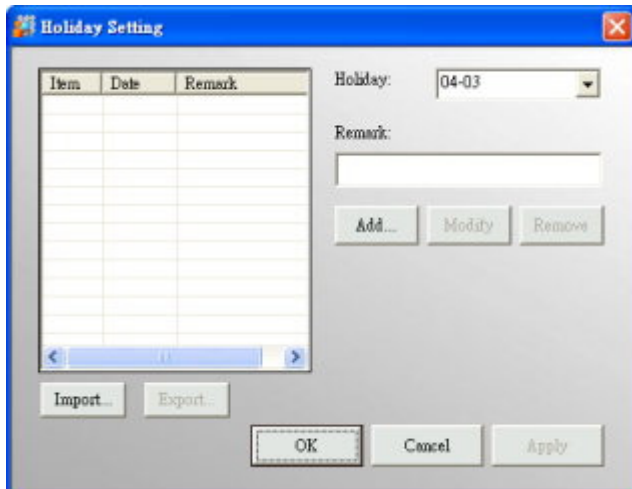 Holiday Setting
Item Date Remark
Holiday: 04-03
Remark:
Add... Modify Remove
Import... Export...
OK Cancel Apply